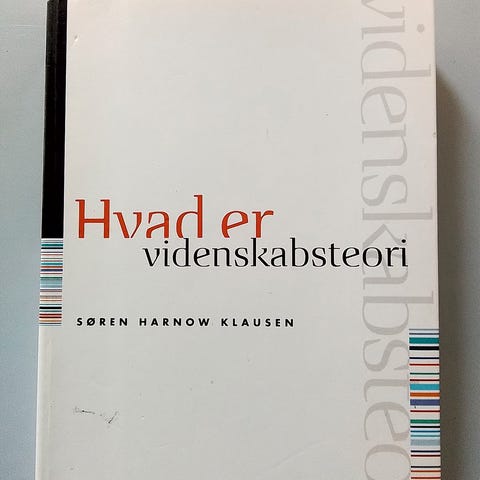 Hvad er
videnskabsteori
SØREN HARNOW KLAUSEN
videnskabsteo